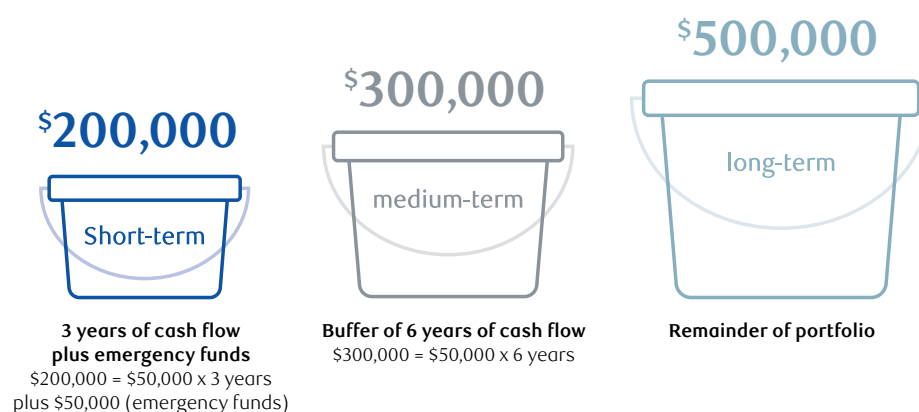 $200,000
Short-term
3 years of cash flow
plus emergency funds
$200,000 = $50,000 x 3 years
plus $50,000 (emergency funds)
$300,000
medium-term
Buffer of 6 years of cash flow
$300,000 = $50,000 x 6 years
$500,000
long-term
Remainder of portfolio